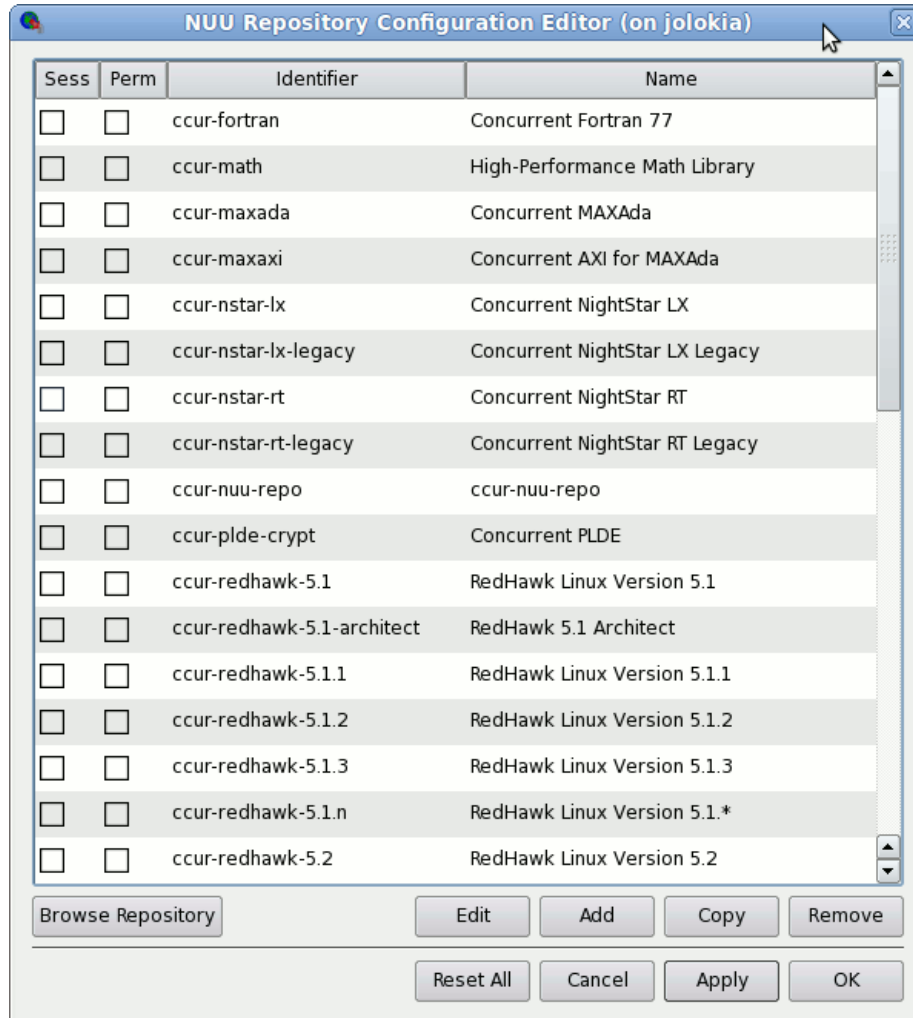 NUU Repository Configuration Editor (on jolokia)
Sess Perm Identifier Name
ccur-fortran Concurrent Fortran 77
ccur-math High-Performance Math Library
ccur-maxada Concurrent MAXAda
ccur-maxaxi Concurrent AXI for MAXAda
ccur-nstar-lx Concurrent NightStar LX
ccur-nstar-lx-legacy Concurrent NightStar LX Legacy
ccur-nstar-rt Concurrent NightStar RT
ccur-nstar-rt-legacy Concurrent NightStar RT Legacy
ccur-nuu-repo ccur-nuu-repo
ccur-plde-crypt Concurrent PLDE
ccur-redhawk-5.1 RedHawk Linux Version 5.1
ccur-redhawk-5.1-architect RedHawk 5.1 Architect
ccur-redhawk-5.1.1 RedHawk Linux Version 5.1.1
ccur-redhawk-5.1.2 RedHawk Linux Version 5.1.2
ccur-redhawk-5.1.3 RedHawk Linux Version 5.1.3
ccur-redhawk-5.1.n RedHawk Linux Version 5.1.*
ccur-redhawk-5.2 RedHawk Linux Version 5.2
Browse Repository Edit Add Copy Remove
Reset All Cancel Apply OK